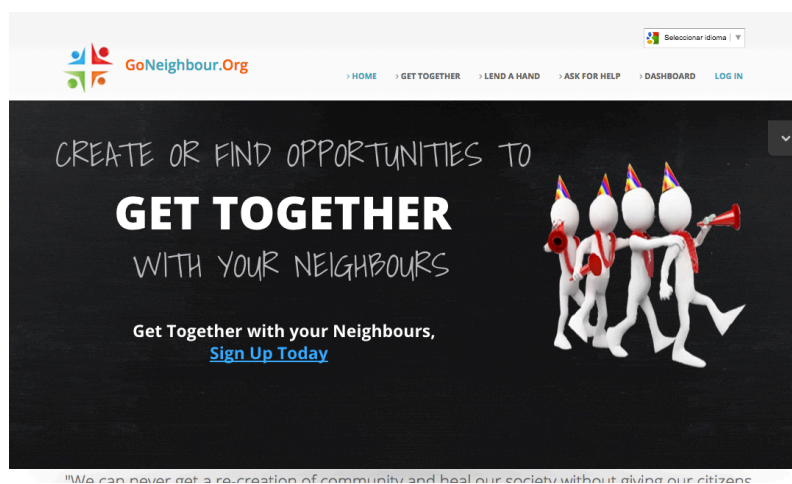 Seleccionar idioma
GoNeighbour.Org
HOME
GET TOGETHER
LEND A HAND
ASK FOR HELP
DASHBOARD
LOG IN
CREATE OR FIND OPPORTUNITIES TO
GET TOGETHER
WITH YOUR NEIGHBOURS
Get Together with your Neighbours,
Sign Up Today
"We can never get a re-creation of community and heal our society without giving our citizens